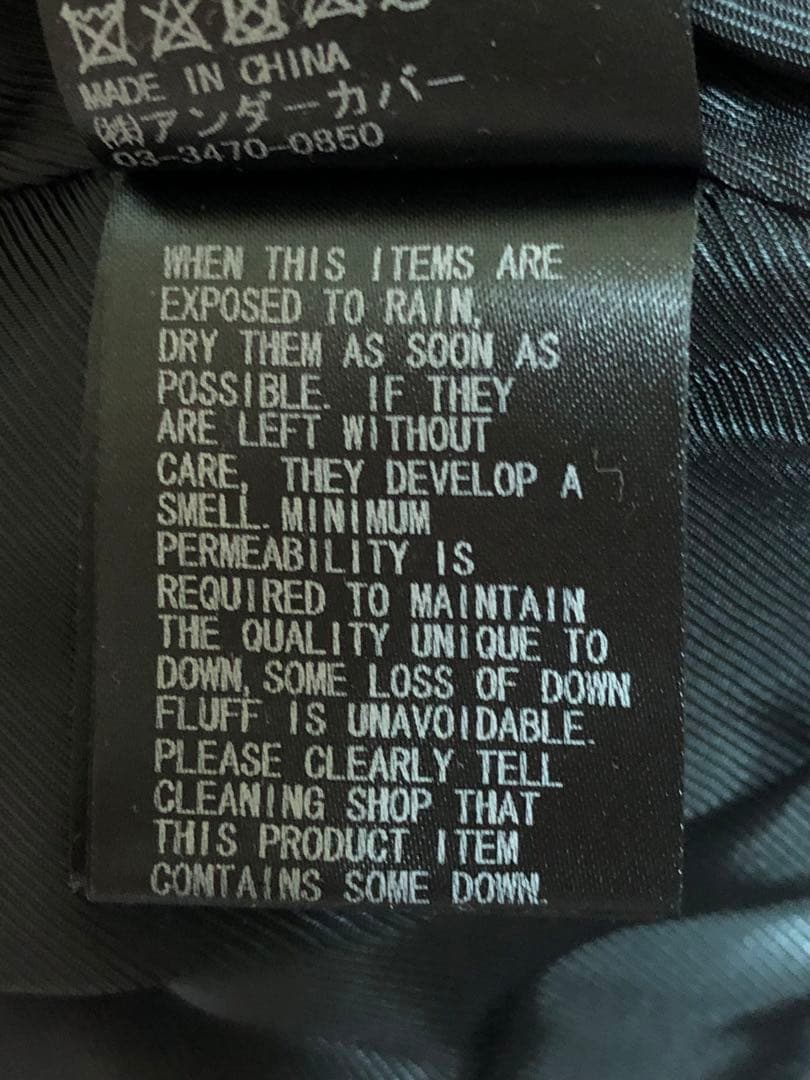 MADE IN CHINA
(株)アンダーカバー
03-3470-0850
WHEN THIS ITEMS ARE
EXPOSED TO RAIN,
DRY THEM AS SOON AS
POSSIBLE. IF THEY
ARE LEFT WITHOUT
CARE, THEY DEVELOP A
SMELL. MINIMUM
PERMEABILITY IS
REQUIRED TO MAINTAIN
THE QUALITY UNIQUE TO
DOWN, SOME LOSS OF DOWN
FLUFF IS UNAVOIDABLE.
PLEASE CLEARLY TELL
CLEANING SHOP THAT
THIS PRODUCT ITEM
CONTAINS SOME DOWN.